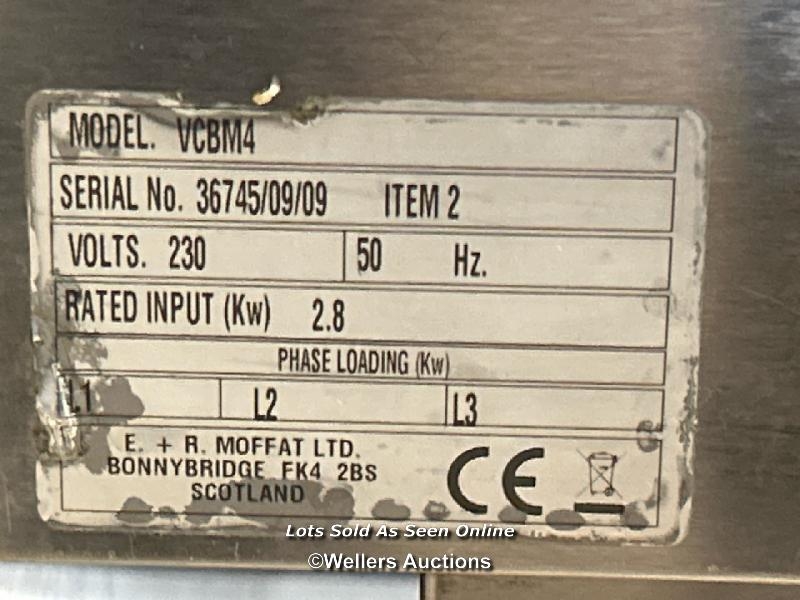 MODEL. VCBM4
SERIAL No. 36745/09/09 ITEM 2
VOLTS. 230 50 Hz.
RATED INPUT (Kw) 2.8
PHASE LOADING (Kw)
L1 L2 L3
E. + R. MOFFAT LTD.
BONNYBRIDGE FK4 2BS
SCOTLAND
CE
Lots Sold As Seen Online
©Wellers Auctions